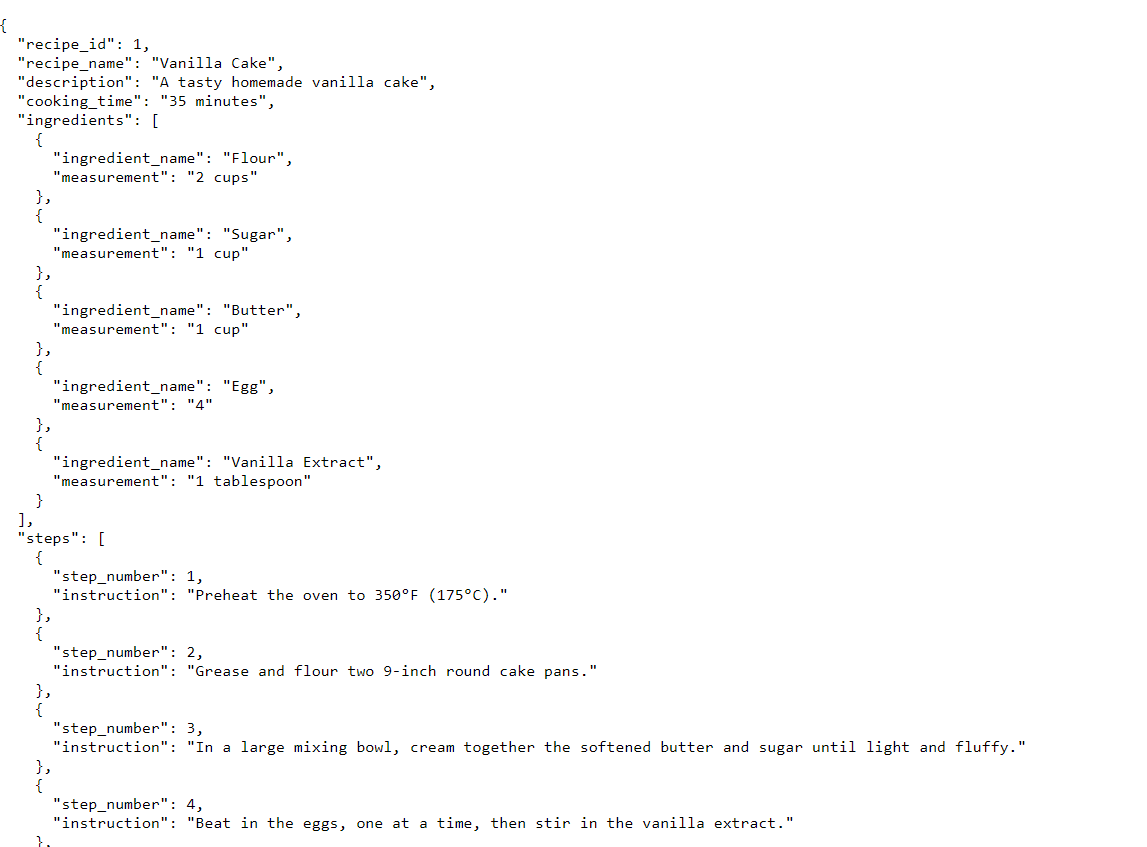 {
  "recipe_id": 1,
  "recipe_name": "Vanilla Cake",
  "description": "A tasty homemade vanilla cake",
  "cooking_time": "35 minutes",
  "ingredients": [
    {
      "ingredient_name": "Flour",
      "measurement": "2 cups"
    },
    {
      "ingredient_name": "Sugar",
      "measurement": "1 cup"
    },
    {
      "ingredient_name": "Butter",
      "measurement": "1 cup"
    },
    {
      "ingredient_name": "Egg",
      "measurement": "4"
    },
    {
      "ingredient_name": "Vanilla Extract",
      "measurement": "1 tablespoon"
    }
  ],
  "steps": [
    {
      "step_number": 1,
      "instruction": "Preheat the oven to 350°F (175°C)."
    },
    {
      "step_number": 2,
      "instruction": "Grease and flour two 9-inch round cake pans."
    },
    {
      "step_number": 3,
      "instruction": "In a large mixing bowl, cream together the softened butter and sugar until light and fluffy."
    },
    {
      "step_number": 4,
      "instruction": "Beat in the eggs, one at a time, then stir in the vanilla extract."
    },